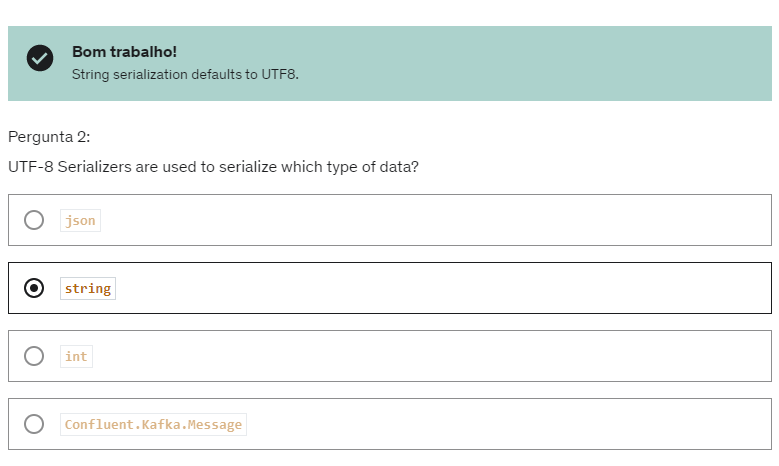 Bom trabalho!
String serialization defaults to UTF8.
Pergunta 2:
UTF-8 Serializers are used to serialize which type of data?
json
string
int
Confluent.Kafka.Message